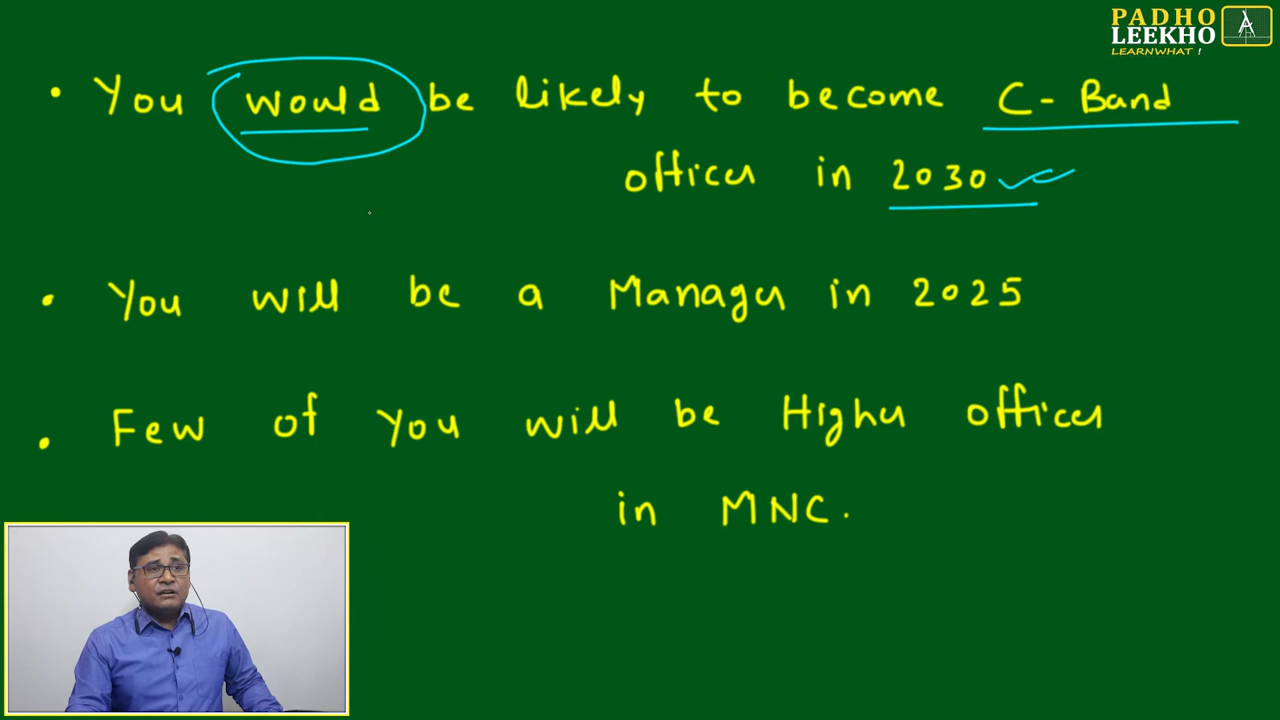 PADHO
LEEKHO
LEARNWHAT !
• You would be likely to become C- Band
officer in 2030
• You will be a Manager in 2025
• Few of you will be Higher officer
in MNC.